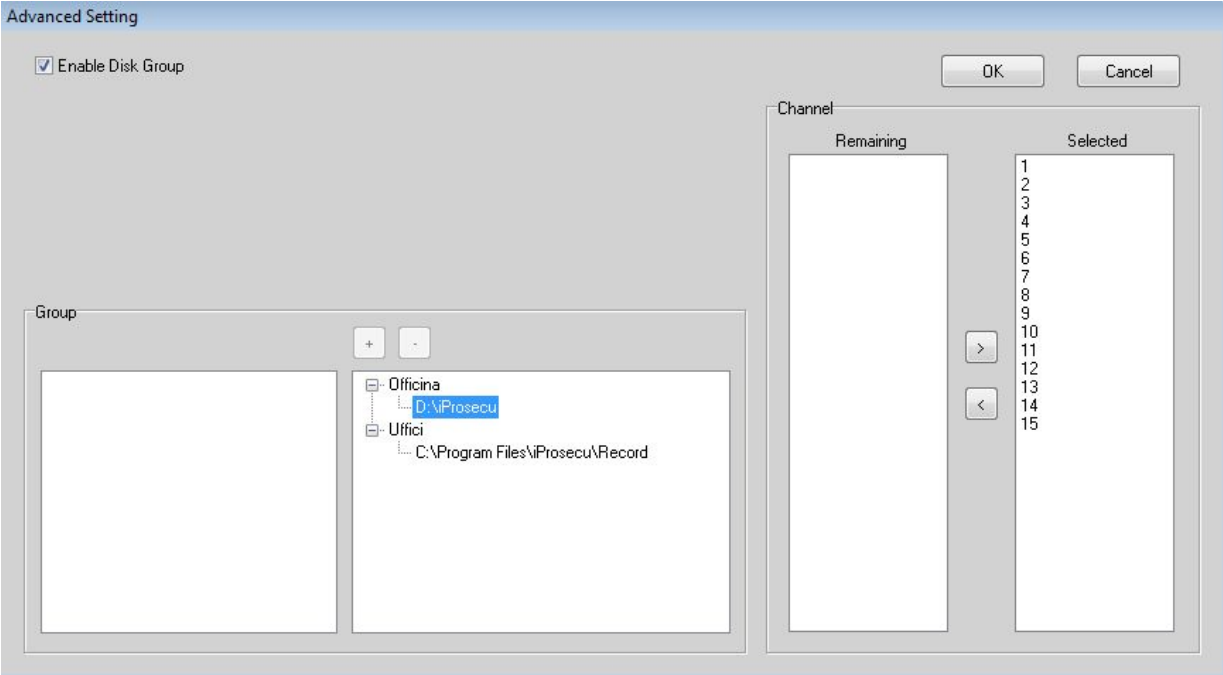 Advanced Setting
Enable Disk Group
OK
Cancel
Channel
Remaining
Selected
1
2
3
4
5
6
7
8
9
10
11
12
13
14
15
>
<
Group
+
-
Officina
D:\iProsecu
Uffici
C:\Program Files\iProsecu\Record